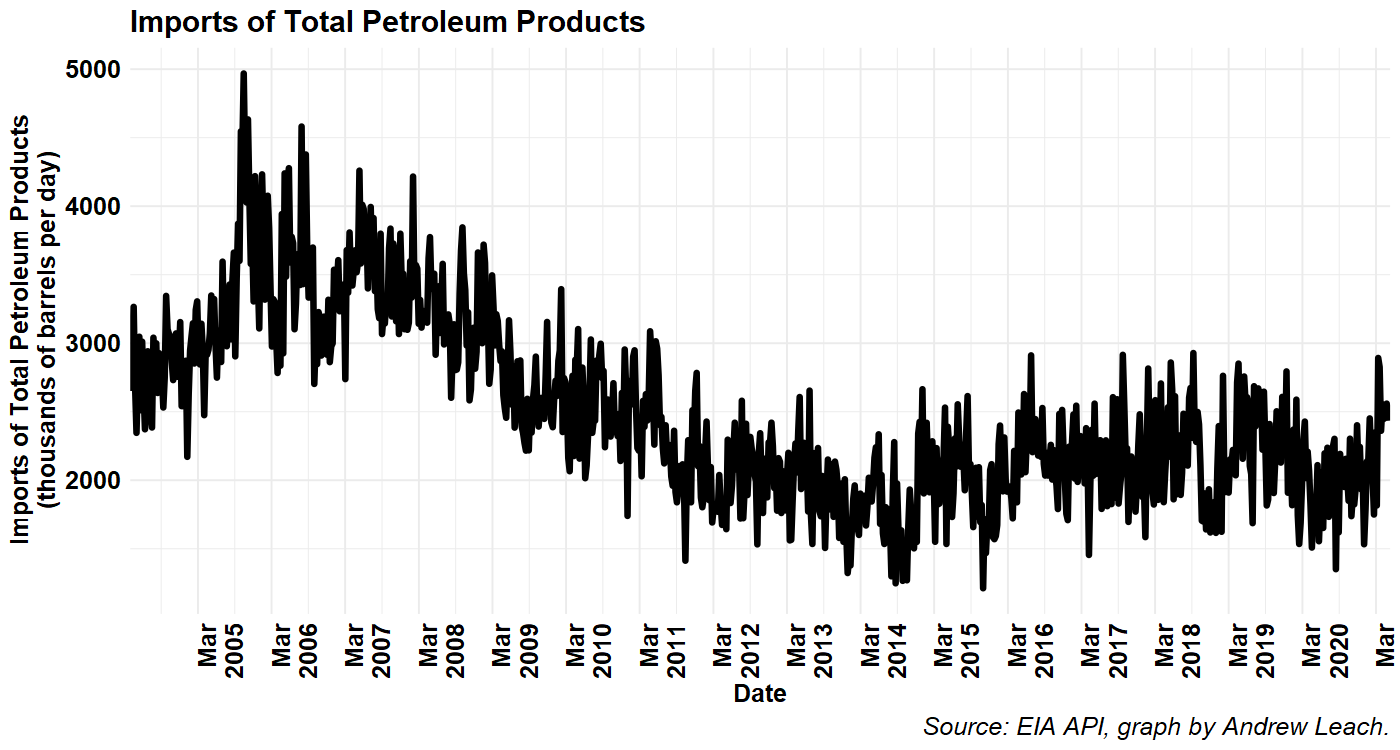 Imports of Total Petroleum Products
Imports of Total Petroleum Products
(thousands of barrels per day)
5000
4000
3000
2000
Mar
2005
Mar
2006
Mar
2007
Mar
2008
Mar
2009
Mar
2010
Mar
2011
Mar
2012
Mar
2013
Mar
2014
Mar
2015
Mar
2016
Mar
2017
Mar
2018
Mar
2019
Mar
2020
Mar
Date
Source: EIA API, graph by Andrew Leach.